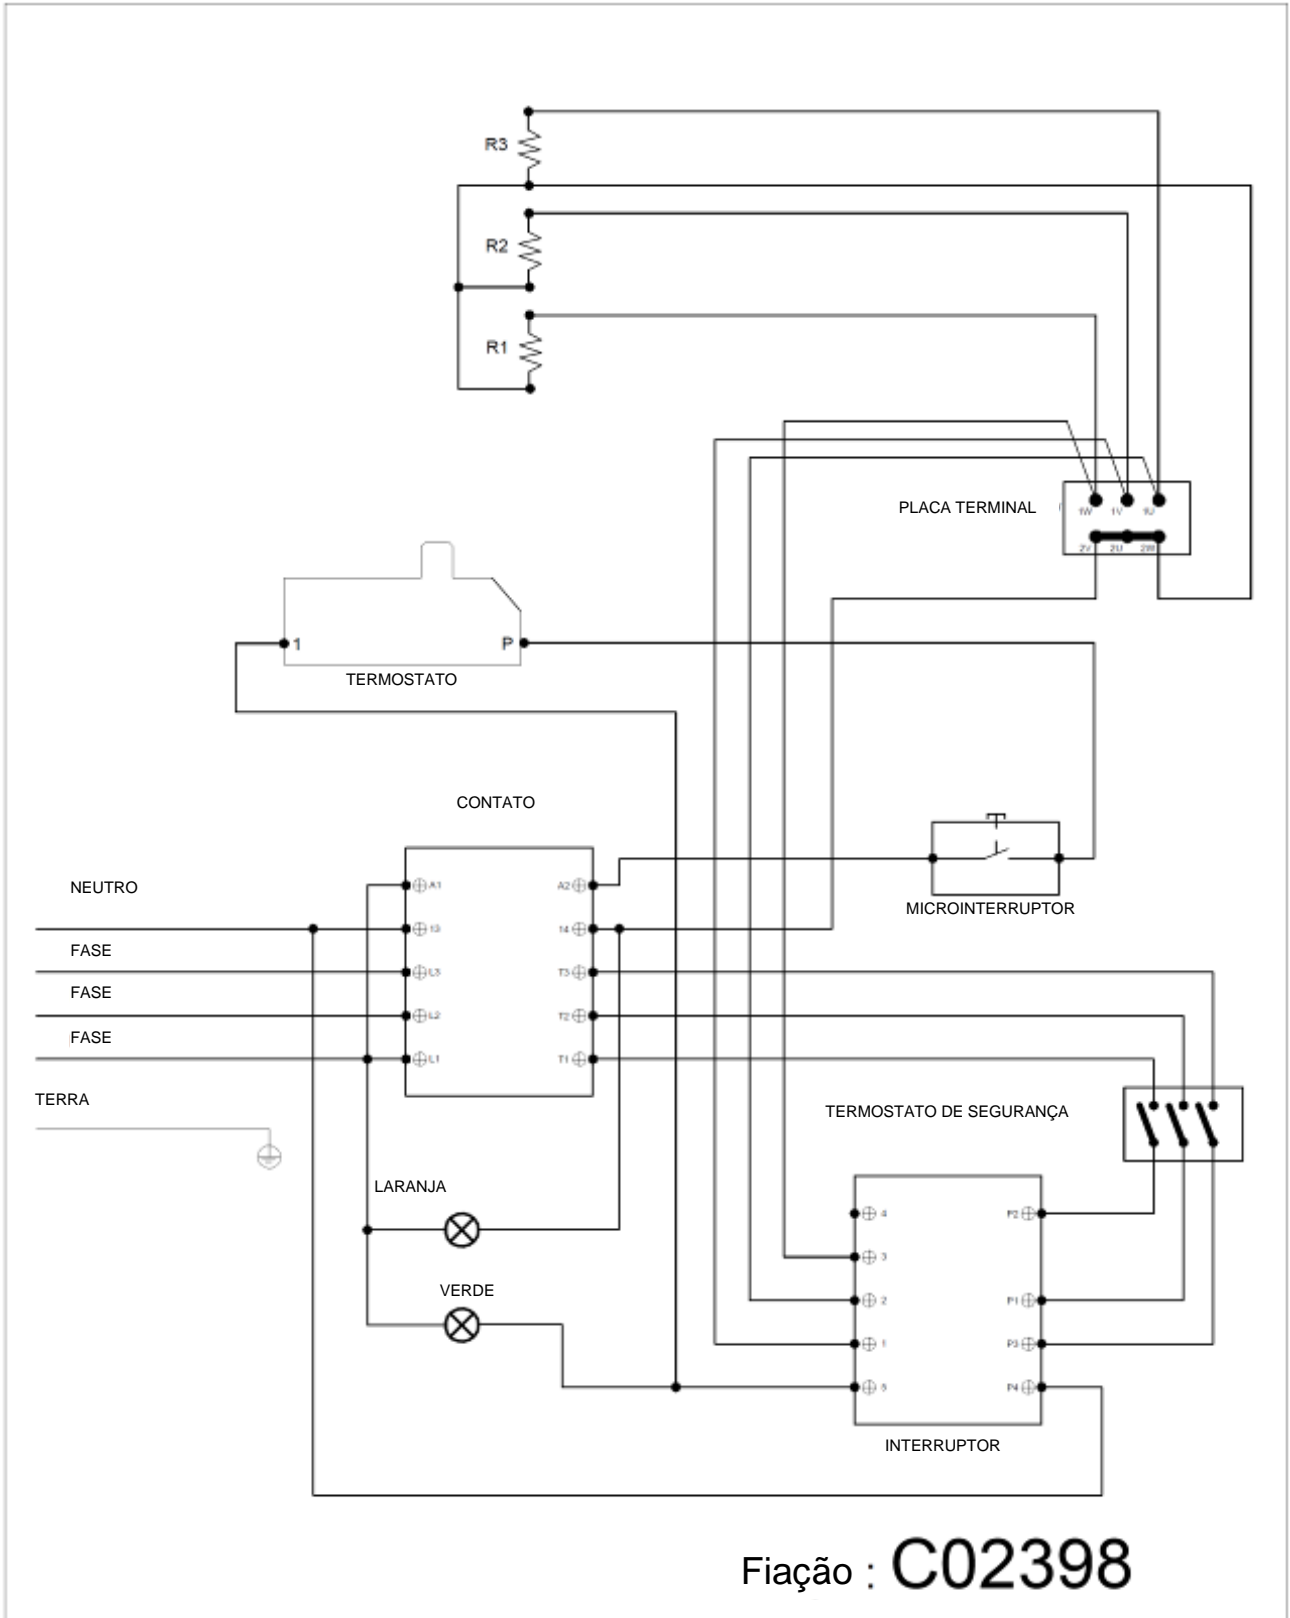 R3
R2
R1
PLACA TERMINAL
1W 1V 1U
2V 2U 2W
1 P
TERMOSTATO
CONTATO
NEUTRO
A1 A2
MICROINTERRUPTOR
13 14
FASE
L3 T3
FASE
L2 T2
FASE
L1 T1
TERRA
TERMOSTATO DE SEGURANÇA
LARANJA
4 P2
3
VERDE
2 P1
1 P3
5 P4
INTERRUPTOR
Fiação : C02398